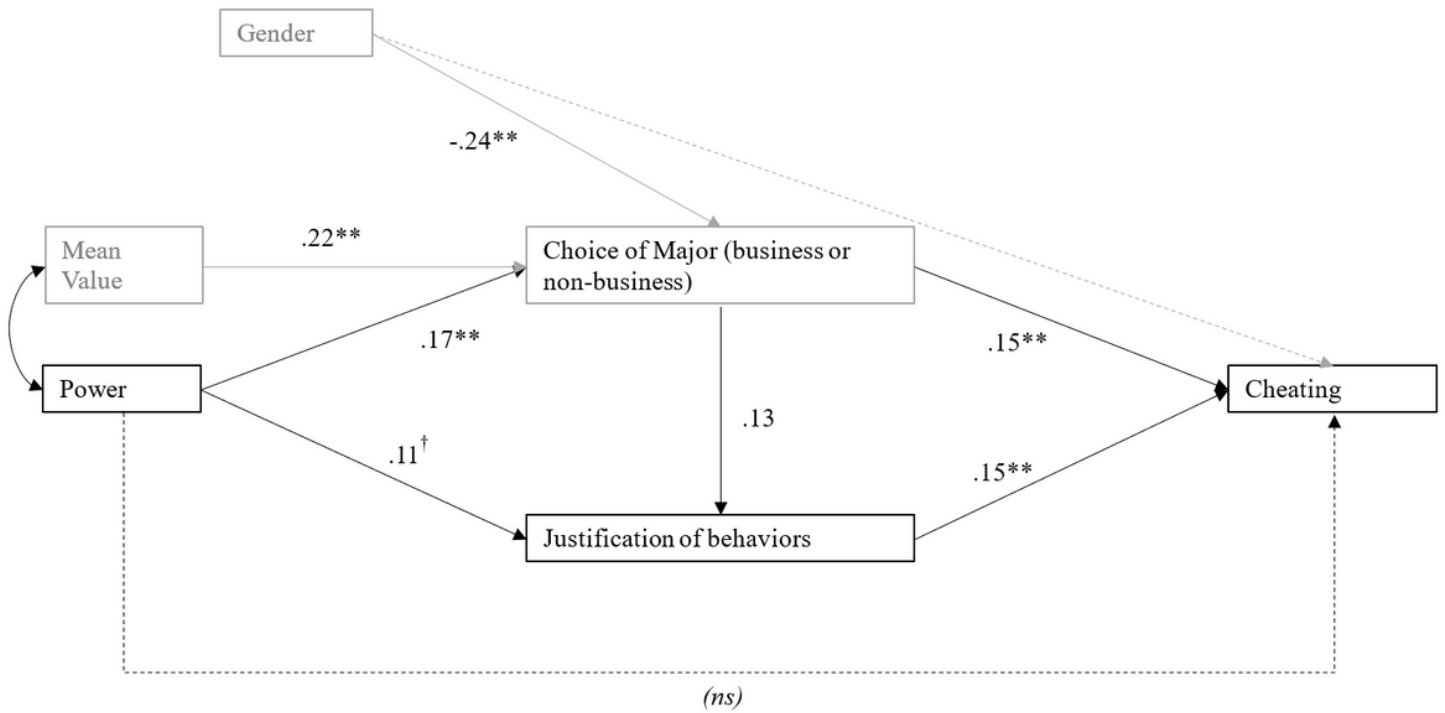 Gender
-.24**
Mean
Value
.22**
Choice of Major (business or
non-business)
.17**
.15**
Power
Cheating
.13
.11†
.15**
Justification of behaviors
(ns)